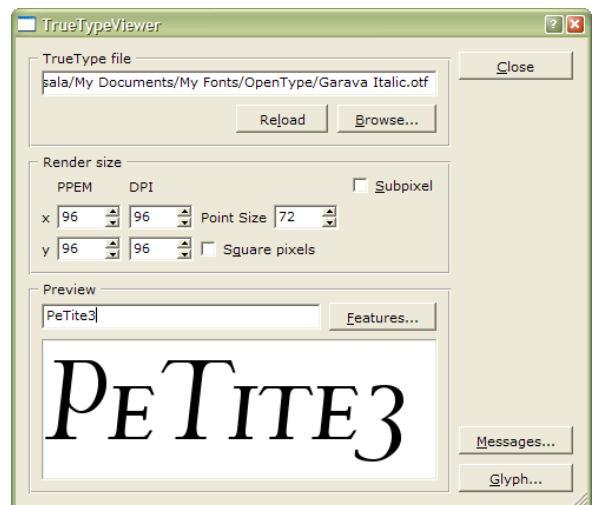 TrueTypeViewer
TrueType file
sala/My Documents/My Fonts/OpenType/Garava Italic.otf
Close
Reload Browse...
Render size
PPEM DPI Subpixel
x 96 96 Point Size 72
y 96 96 Square pixels
Preview
PeTite3 Features...
PeTite3
Messages...
Glyph...